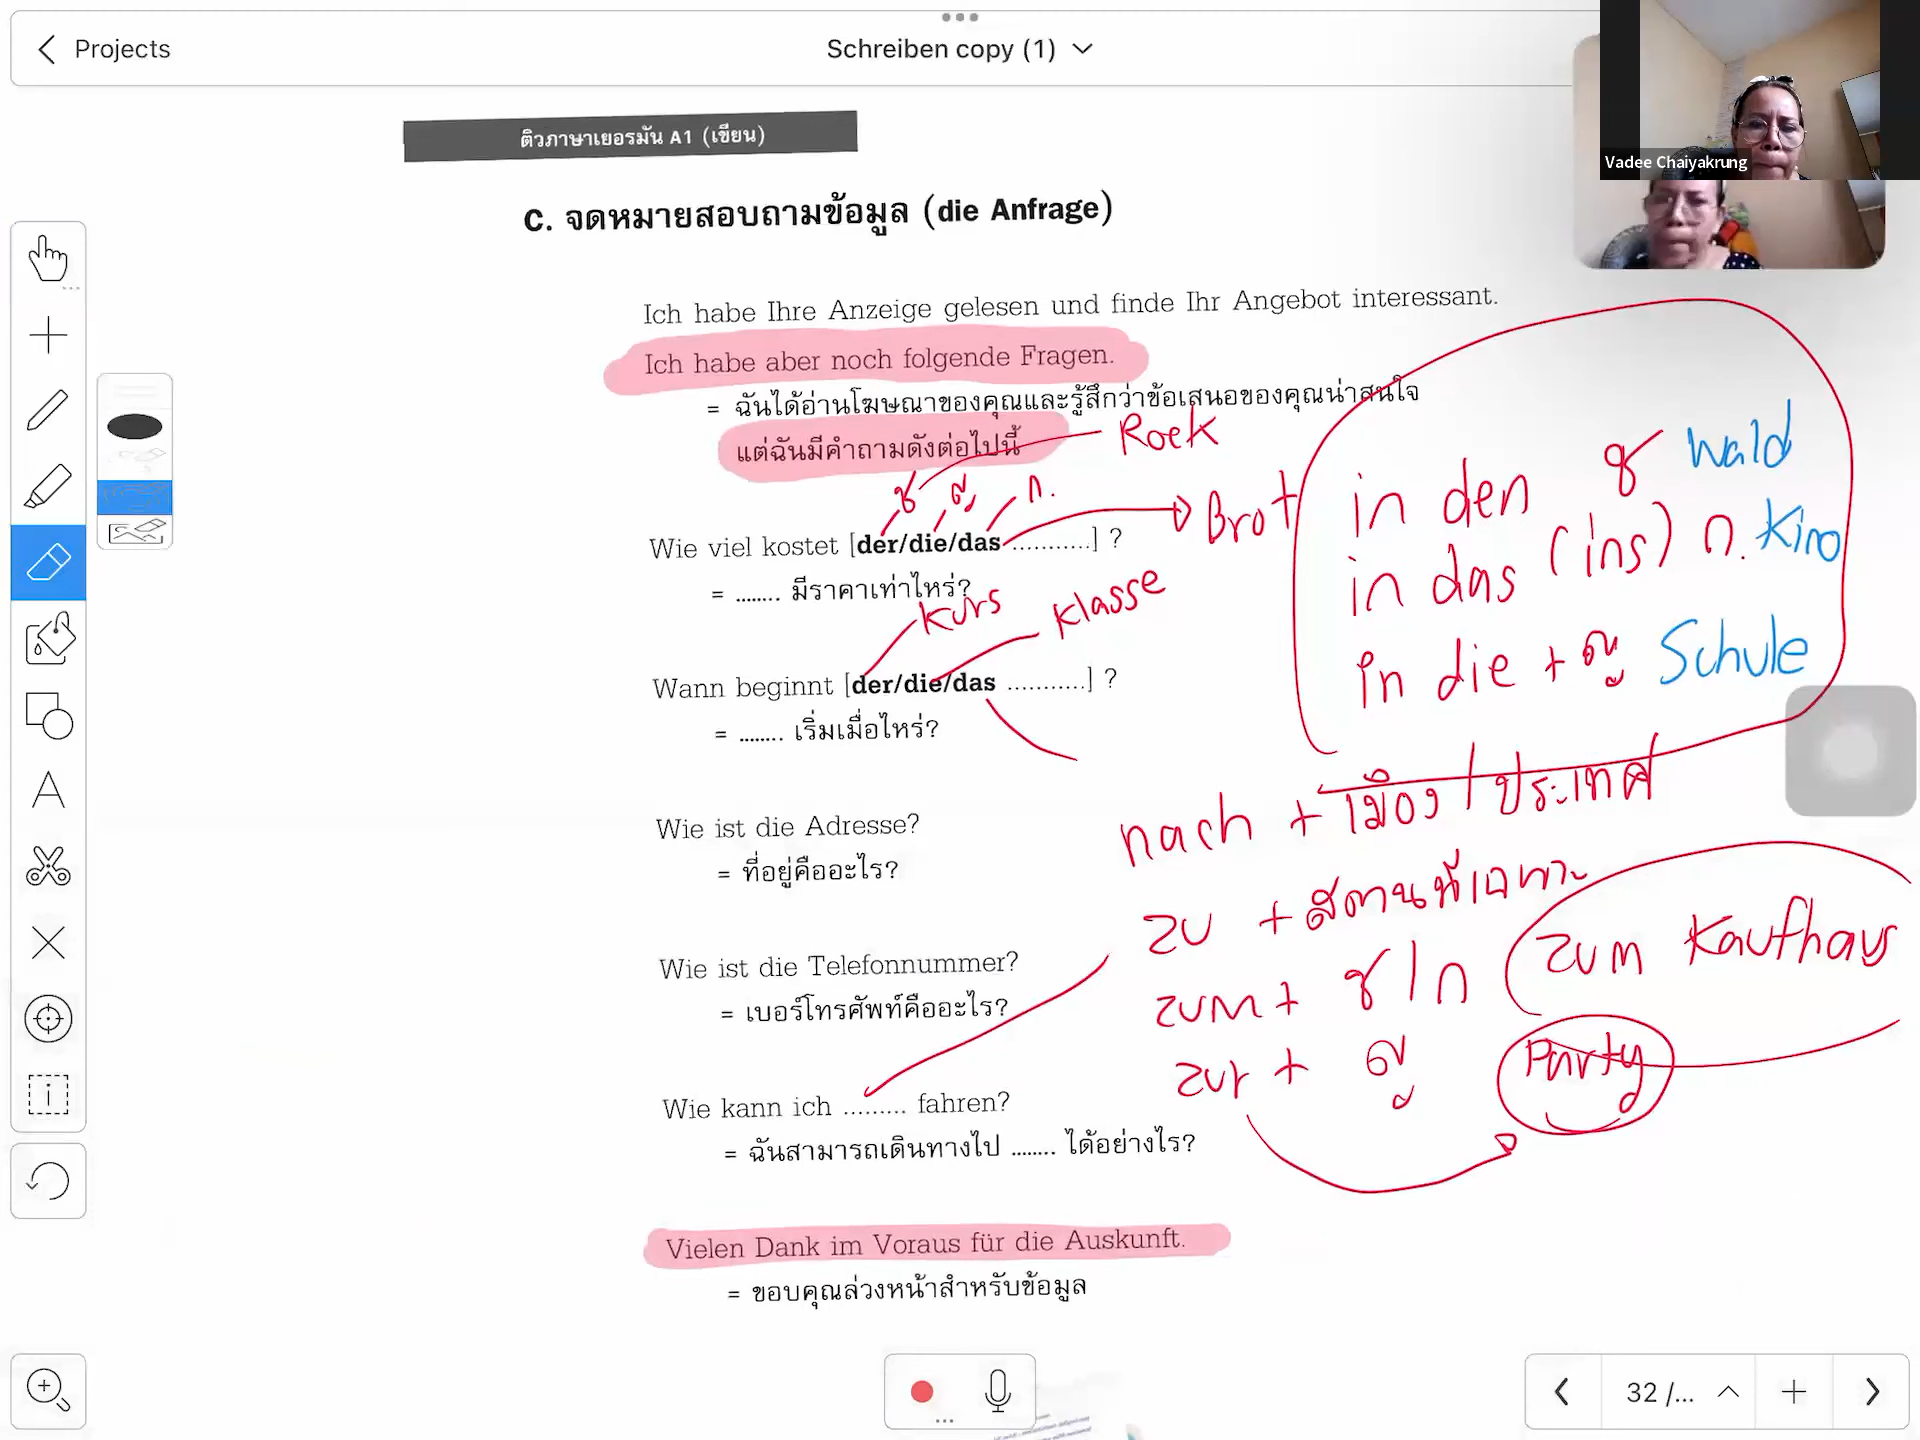 Projects
Schreiben copy (1)
Vadee Chaiyakrung
ติวภาษาเยอรมัน A1 (เขียน)
C. จดหมายสอบถามข้อมูล (die Anfrage)
Ich habe Ihre Anzeige gelesen und finde Ihr Angebot interessant.
Ich habe aber noch folgende Fragen.
= ฉันได้อ่านโฆษณาของคุณและรู้สึกว่าข้อเสนอของคุณน่าสนใจ
แต่ฉันมีคำถามดังต่อไปนี้
Rock
ช ญ ก.
Wie viel kostet [der/die/das ...........] ?
Brot
= ........ มีราคาเท่าไหร่?
Kurs
Klasse
Wann beginnt [der/die/das ...........] ?
= ........ เริ่มเมื่อไหร่?
in den ช Wald
in das (ins) ก. Kino
in die + ญ Schule
Wie ist die Adresse?
= ที่อยู่คืออะไร?
nach + เมือง / ประเทศ
zu + สถานที่เฉพาะ
zum + ช / ก
zum Kaufhaus
zur + ญ
Party
Wie ist die Telefonnummer?
= เบอร์โทรศัพท์คืออะไร?
Wie kann ich ......... fahren?
= ฉันสามารถเดินทางไป ........ ได้อย่างไร?
Vielen Dank im Voraus für die Auskunft.
= ขอบคุณล่วงหน้าสำหรับข้อมูล
32 /...